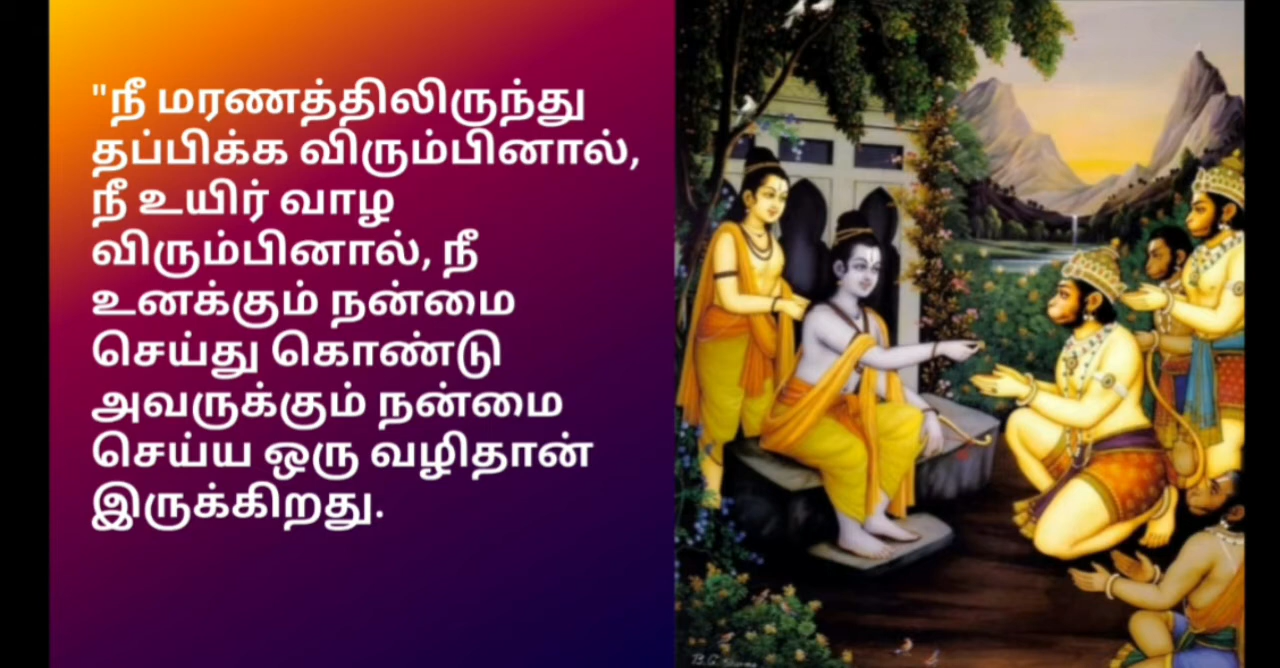 "நீ மரணத்திலிருந்து
தப்பிக்க விரும்பினால்,
நீ உயிர் வாழ
விரும்பினால், நீ
உனக்கும் நன்மை
செய்து கொண்டு
அவருக்கும் நன்மை
செய்ய ஒரு வழிதான்
இருக்கிறது.